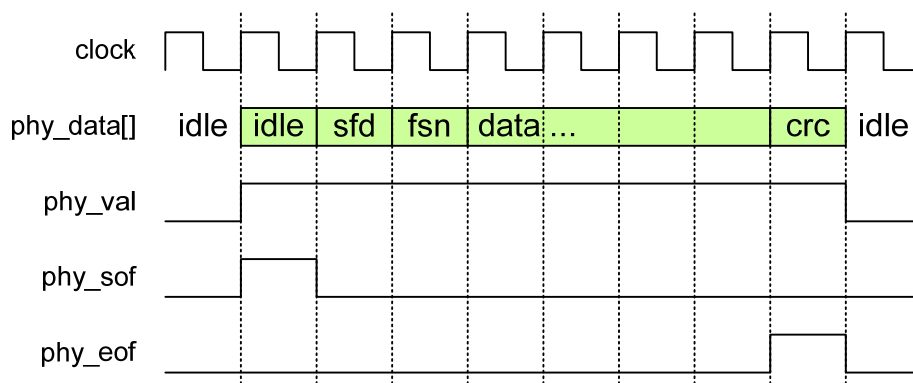 clock
phy_data[] idle idle sfd fsn data ... crc idle
phy_val
phy_sof
phy_eof